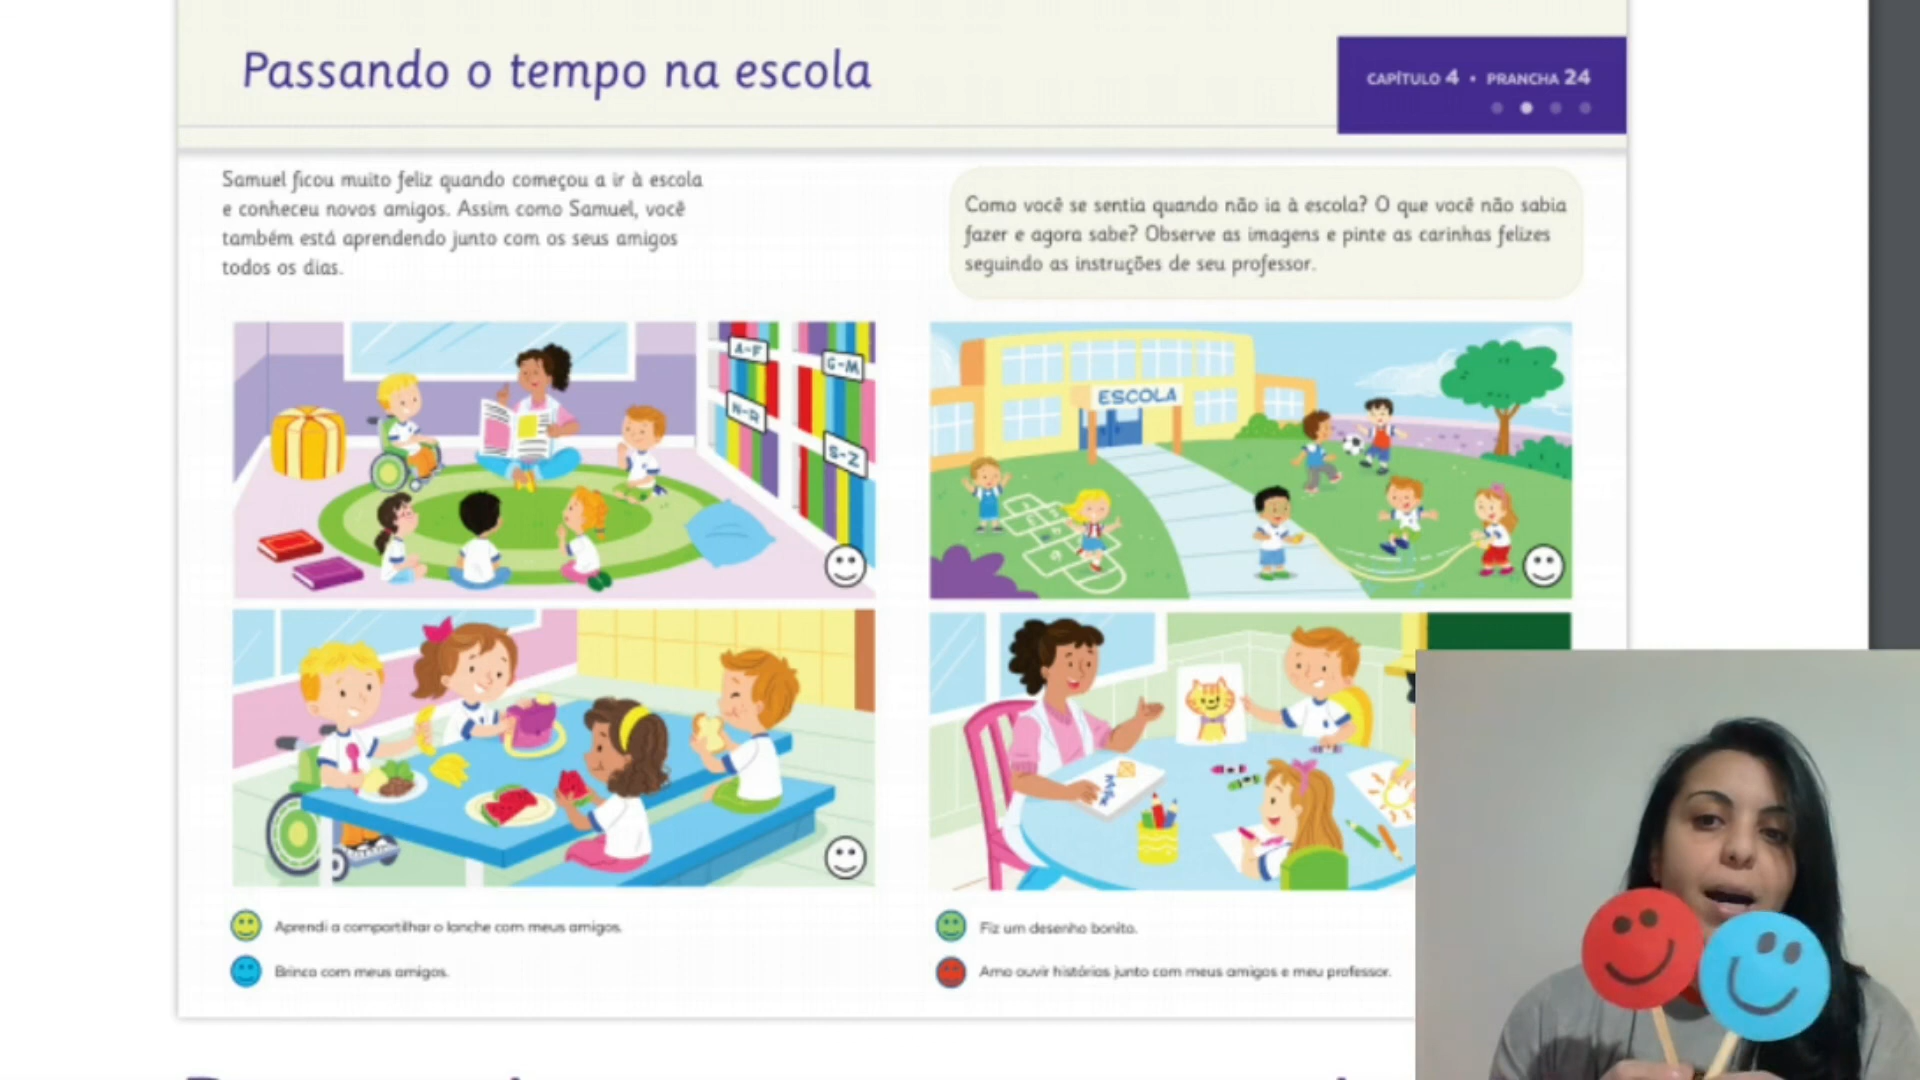 Passando o tempo na escola
CAPÍTULO 4 • PRANCHA 24
Samuel ficou muito feliz quando começou a ir à escola
e conheceu novos amigos. Assim como Samuel, você
também está aprendendo junto com os seus amigos
todos os dias.
Como você se sentia quando não ia à escola? O que você não sabia
fazer e agora sabe? Observe as imagens e pinte as carinhas felizes
seguindo as instruções de seu professor.
A-F
G-M
N-R
S-Z
ESCOLA
Aprendi a compartilhar o lanche com meus amigos.
Brinco com meus amigos.
Fiz um desenho bonito.
Amo ouvir histórias junto com meus amigos e meu professor.